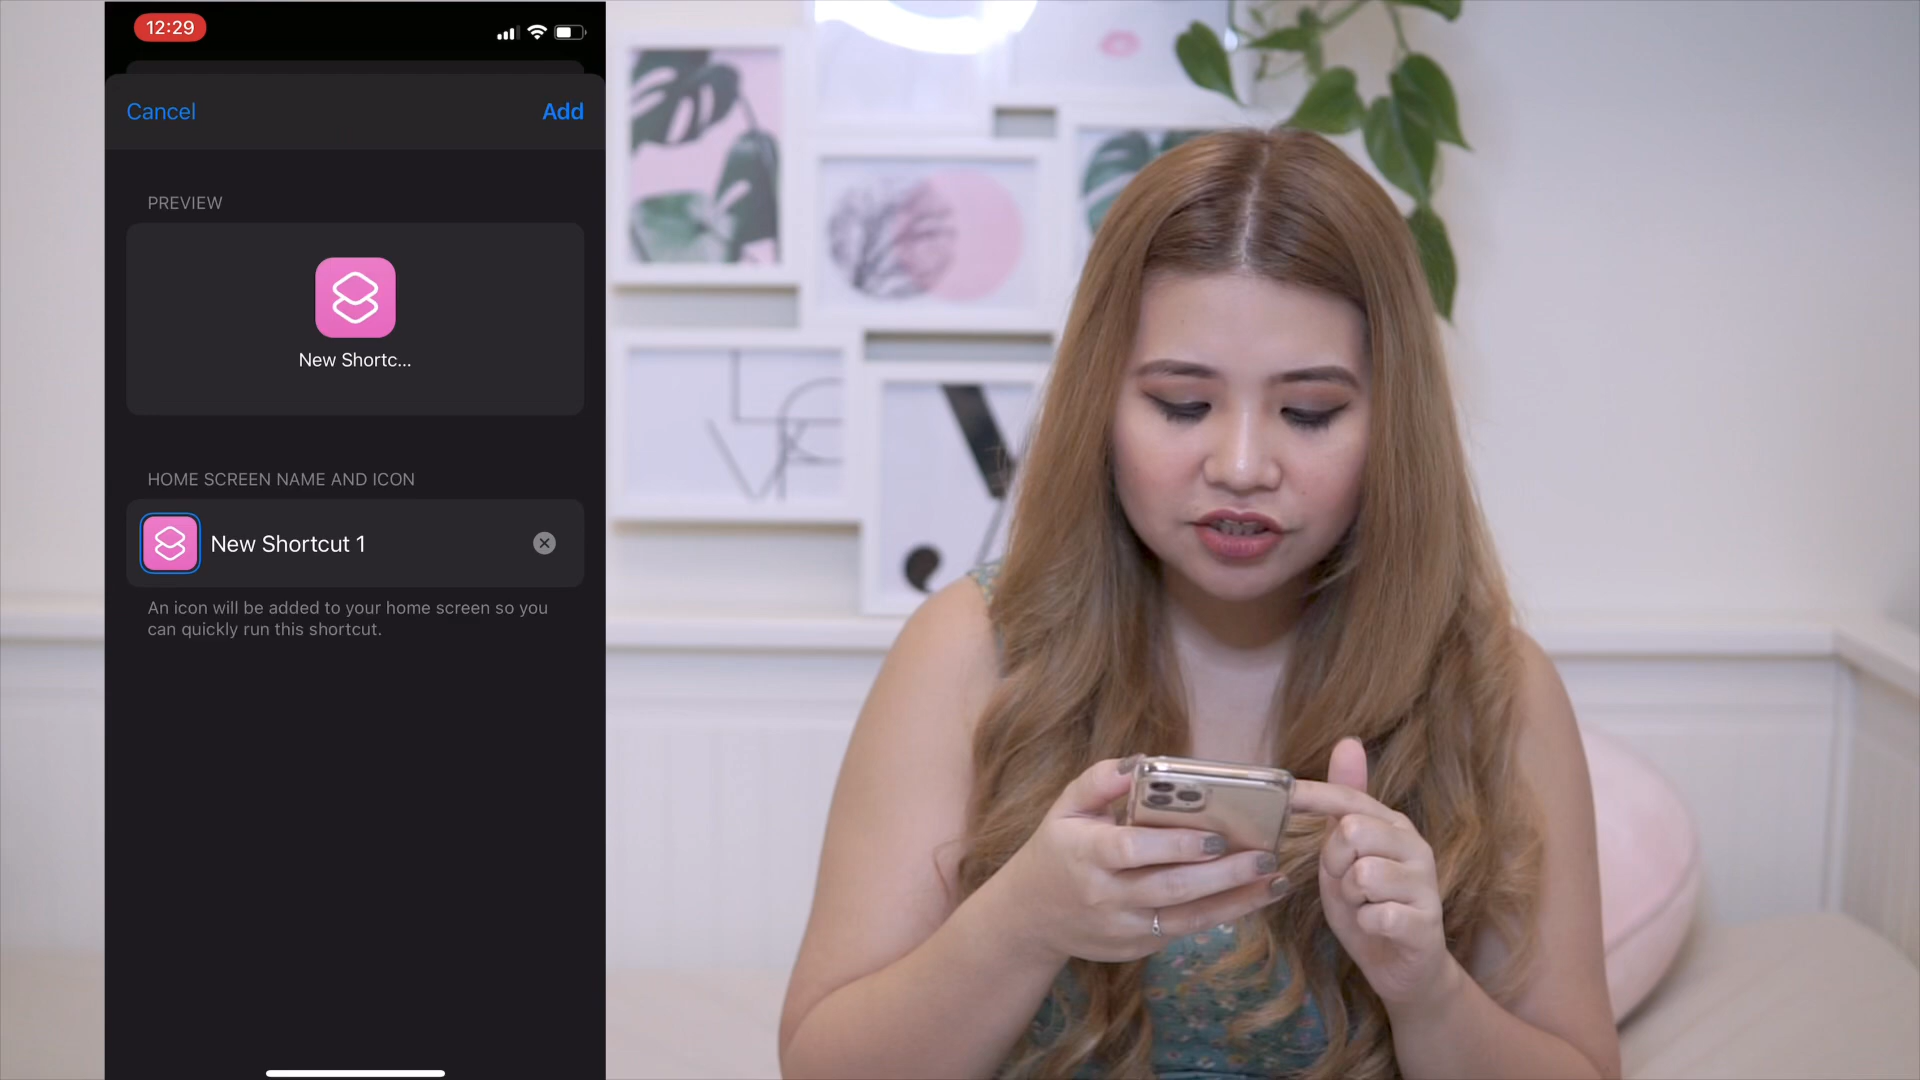 12:29
Cancel
Add
PREVIEW
New Shortc...
HOME SCREEN NAME AND ICON
New Shortcut 1
An icon will be added to your home screen so you
can quickly run this shortcut.